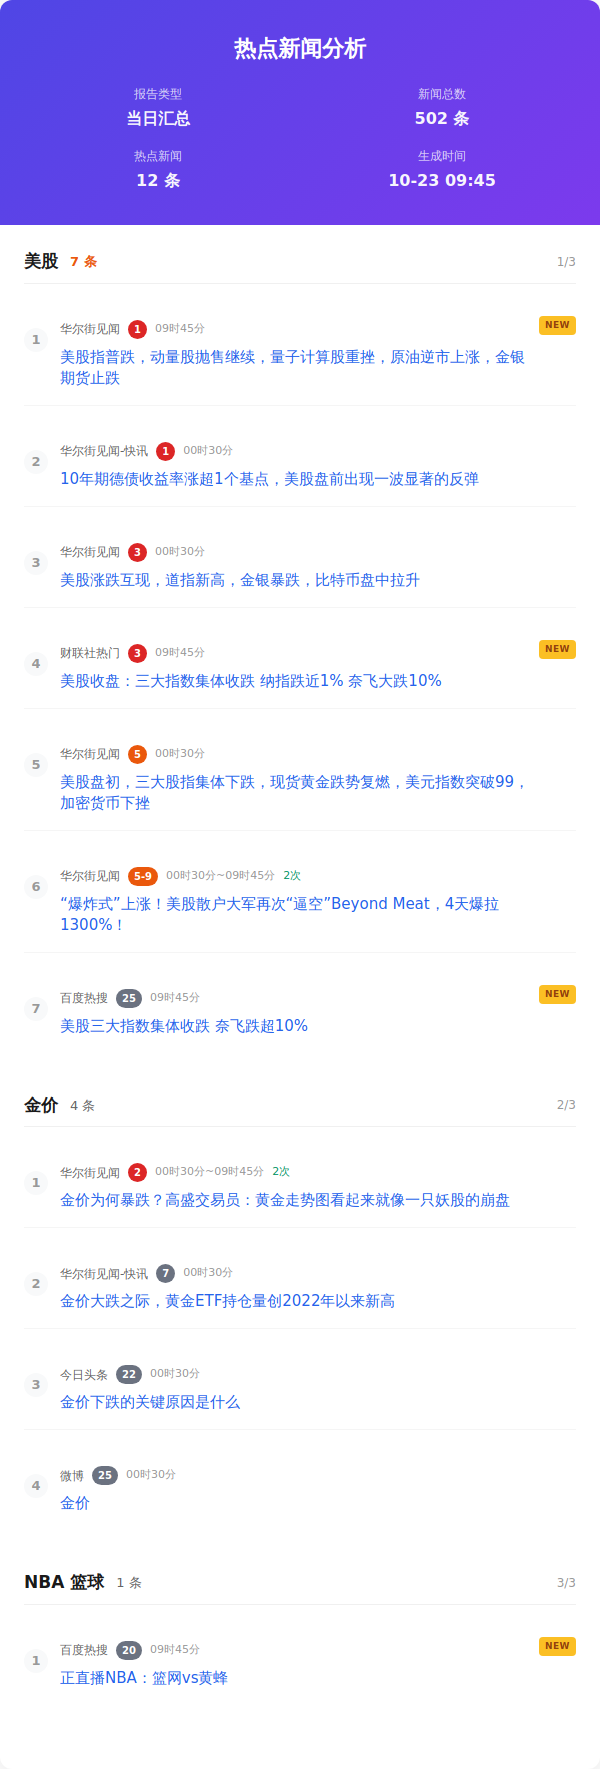 热点新闻分析
报告类型
新闻总数
当日汇总
502 条
热点新闻
生成时间
12 条
10-23 09:45
美股 7 条 1/3
1 华尔街见闻 1 09时45分 NEW
美股指普跌，动量股抛售继续，量子计算股重挫，原油逆市上涨，金银
期货止跌
2 华尔街见闻-快讯 1 00时30分
10年期德债收益率涨超1个基点，美股盘前出现一波显著的反弹
3 华尔街见闻 3 00时30分
美股涨跌互现，道指新高，金银暴跌，比特币盘中拉升
4 财联社热门 3 09时45分 NEW
美股收盘：三大指数集体收跌 纳指跌近1% 奈飞大跌10%
5 华尔街见闻 5 00时30分
美股盘初，三大股指集体下跌，现货黄金跌势复燃，美元指数突破99，
加密货币下挫
6 华尔街见闻 5-9 00时30分~09时45分 2次
“爆炸式”上涨！美股散户大军再次“逼空”Beyond Meat，4天爆拉
1300%！
7 百度热搜 25 09时45分 NEW
美股三大指数集体收跌 奈飞跌超10%
金价 4 条 2/3
1 华尔街见闻 2 00时30分~09时45分 2次
金价为何暴跌？高盛交易员：黄金走势图看起来就像一只妖股的崩盘
2 华尔街见闻-快讯 7 00时30分
金价大跌之际，黄金ETF持仓量创2022年以来新高
3 今日头条 22 00时30分
金价下跌的关键原因是什么
4 微博 25 00时30分
金价
NBA 篮球 1 条 3/3
1 百度热搜 20 09时45分 NEW
正直播NBA：篮网vs黄蜂